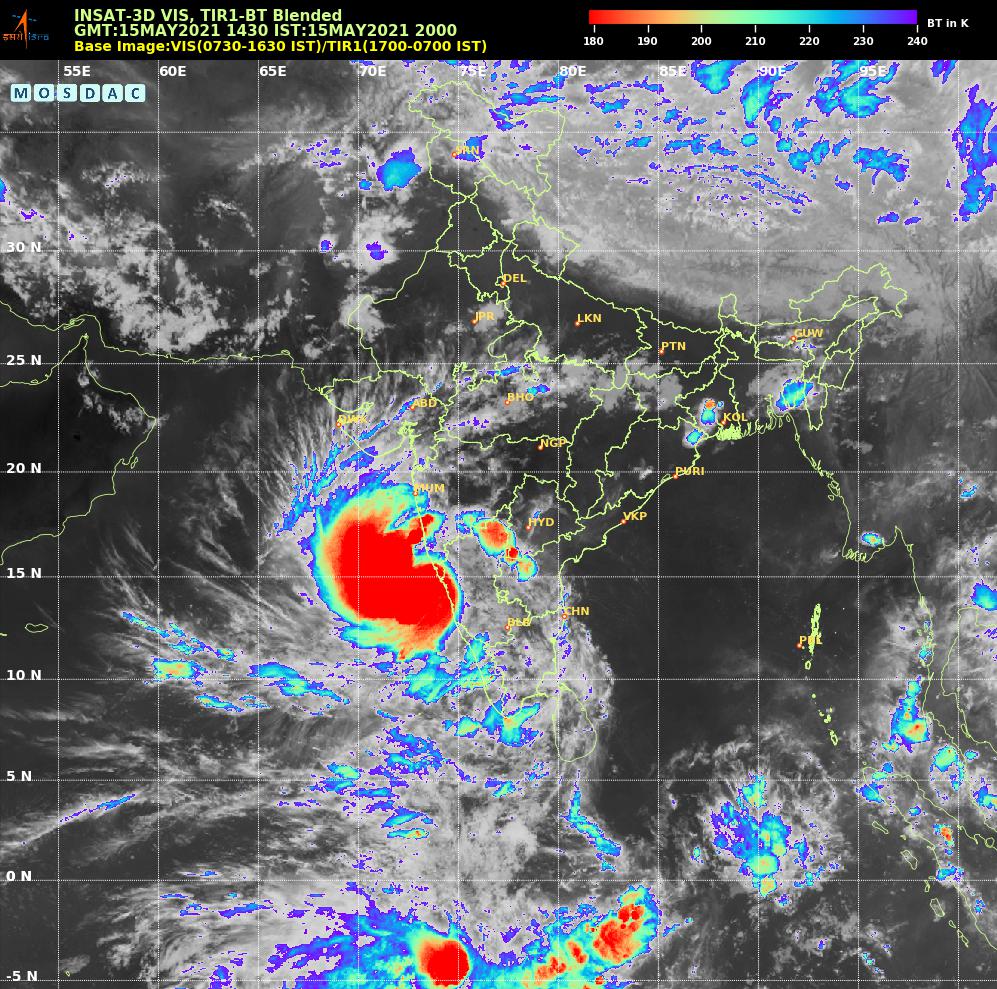 INSAT-3D VIS, TIR1-BT Blended
GMT:15MAY2021 1430 IST:15MAY2021 2000
Base Image:VIS(0730-1630 IST)/TIR1(1700-0700 IST)
BT in K
180 190 200 210 220 230 240
55E 60E 65E 70E 75E 80E 85E 90E 95E
MOSDAC
SRN
30 N
DEL
JPR
LKN
GUW
PTN
25 N
BHO
ABD
DWK
KOL
NGP
20 N
PURI
MUM
VKP
HYD
15 N
CHN
BLR
PBL
10 N
5 N
0 N
-5 N